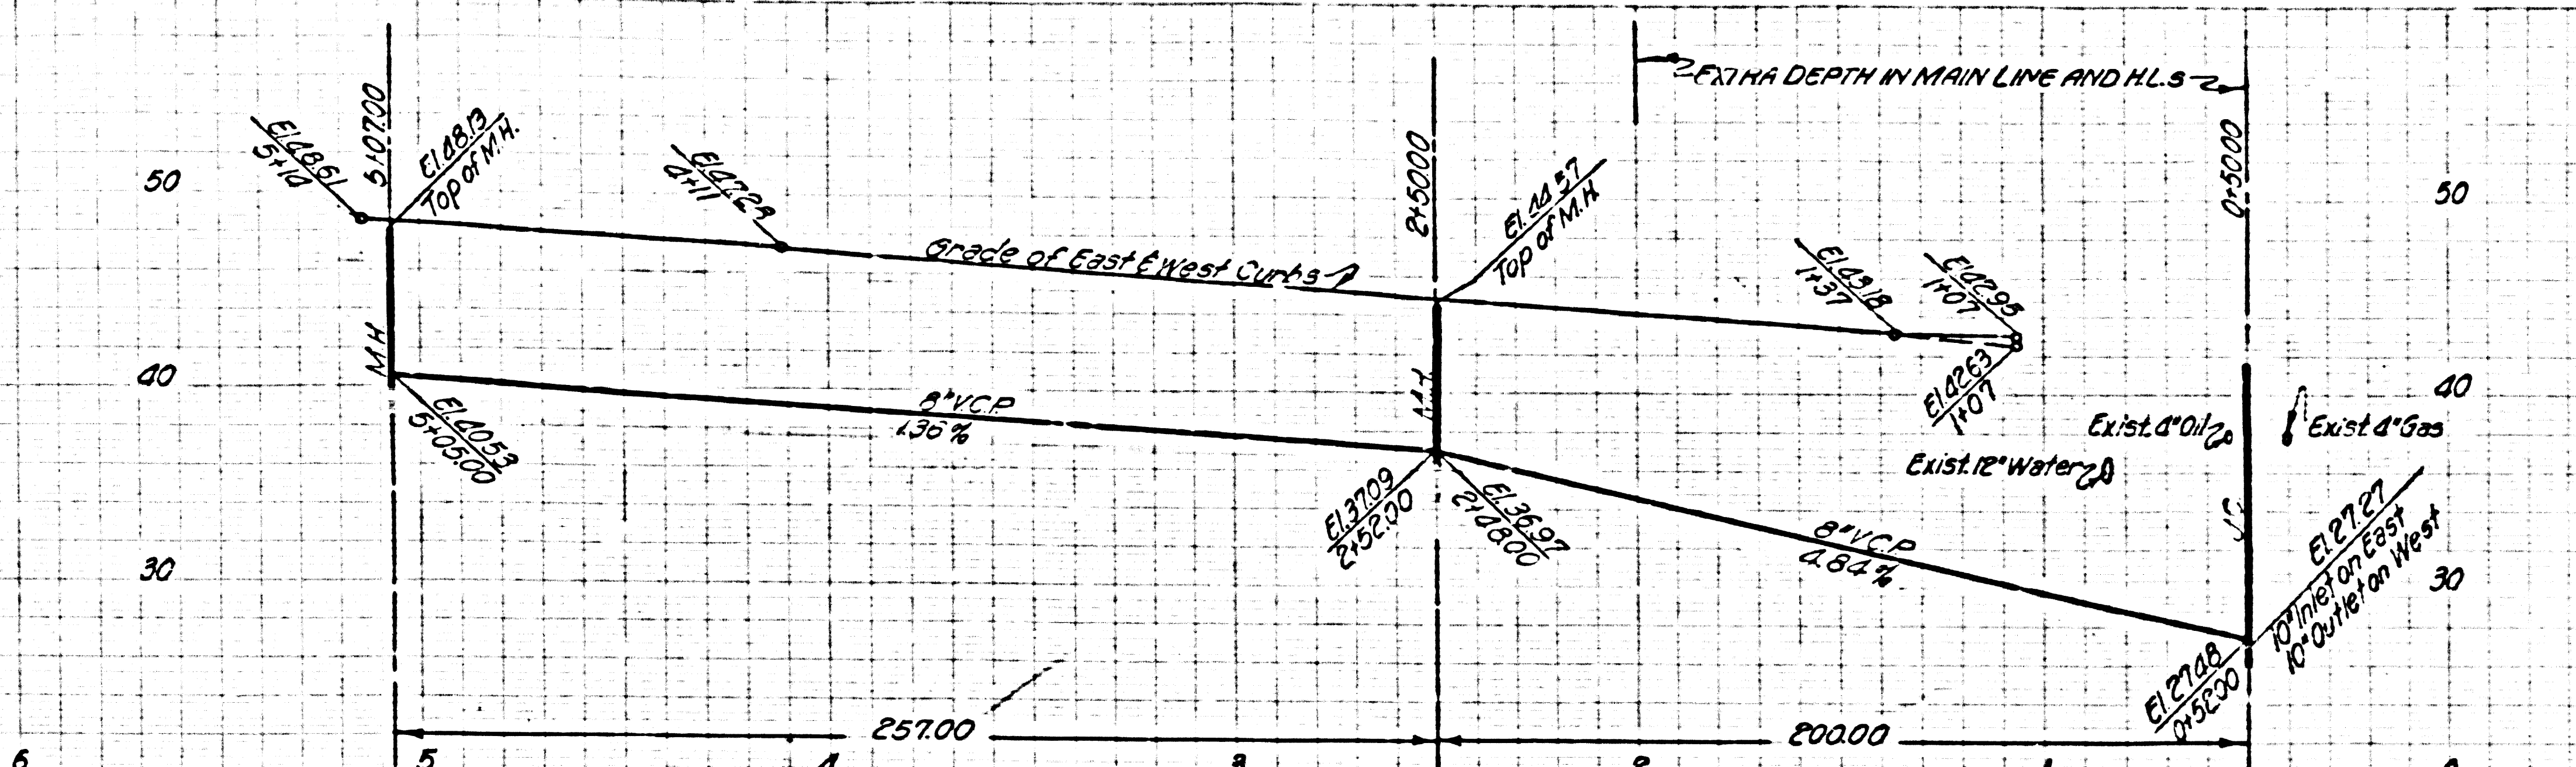 EXTRA DEPTH IN MAIN LINE AND H.L.S
5+07.00
2+50.00
0+50.00
El.48.61
5+14
El.48.13
Top of M.H.
El.47.29
4+11
El.44.57
Top of M.H.
El.43.18
1+37
El.42.95
1+07
50
50
Grade of East & West Curbs
M.H
M.H
El.42.63
1+07
40
40
8" V.C.P.
1.36 %
El.40.53
5+05.00
Exist. 4" Oil
Exist 4" Gas
Exist. 12" Water
El.37.09
2+52.00
El.36.97
2+48.00
8" V.C.P.
4.84 %
El.27.27
10" Inlet on East
10" Outlet on West
30
30
El.27.48
0+52.00
257.00
200.00
6
5
4
3
2
1
0